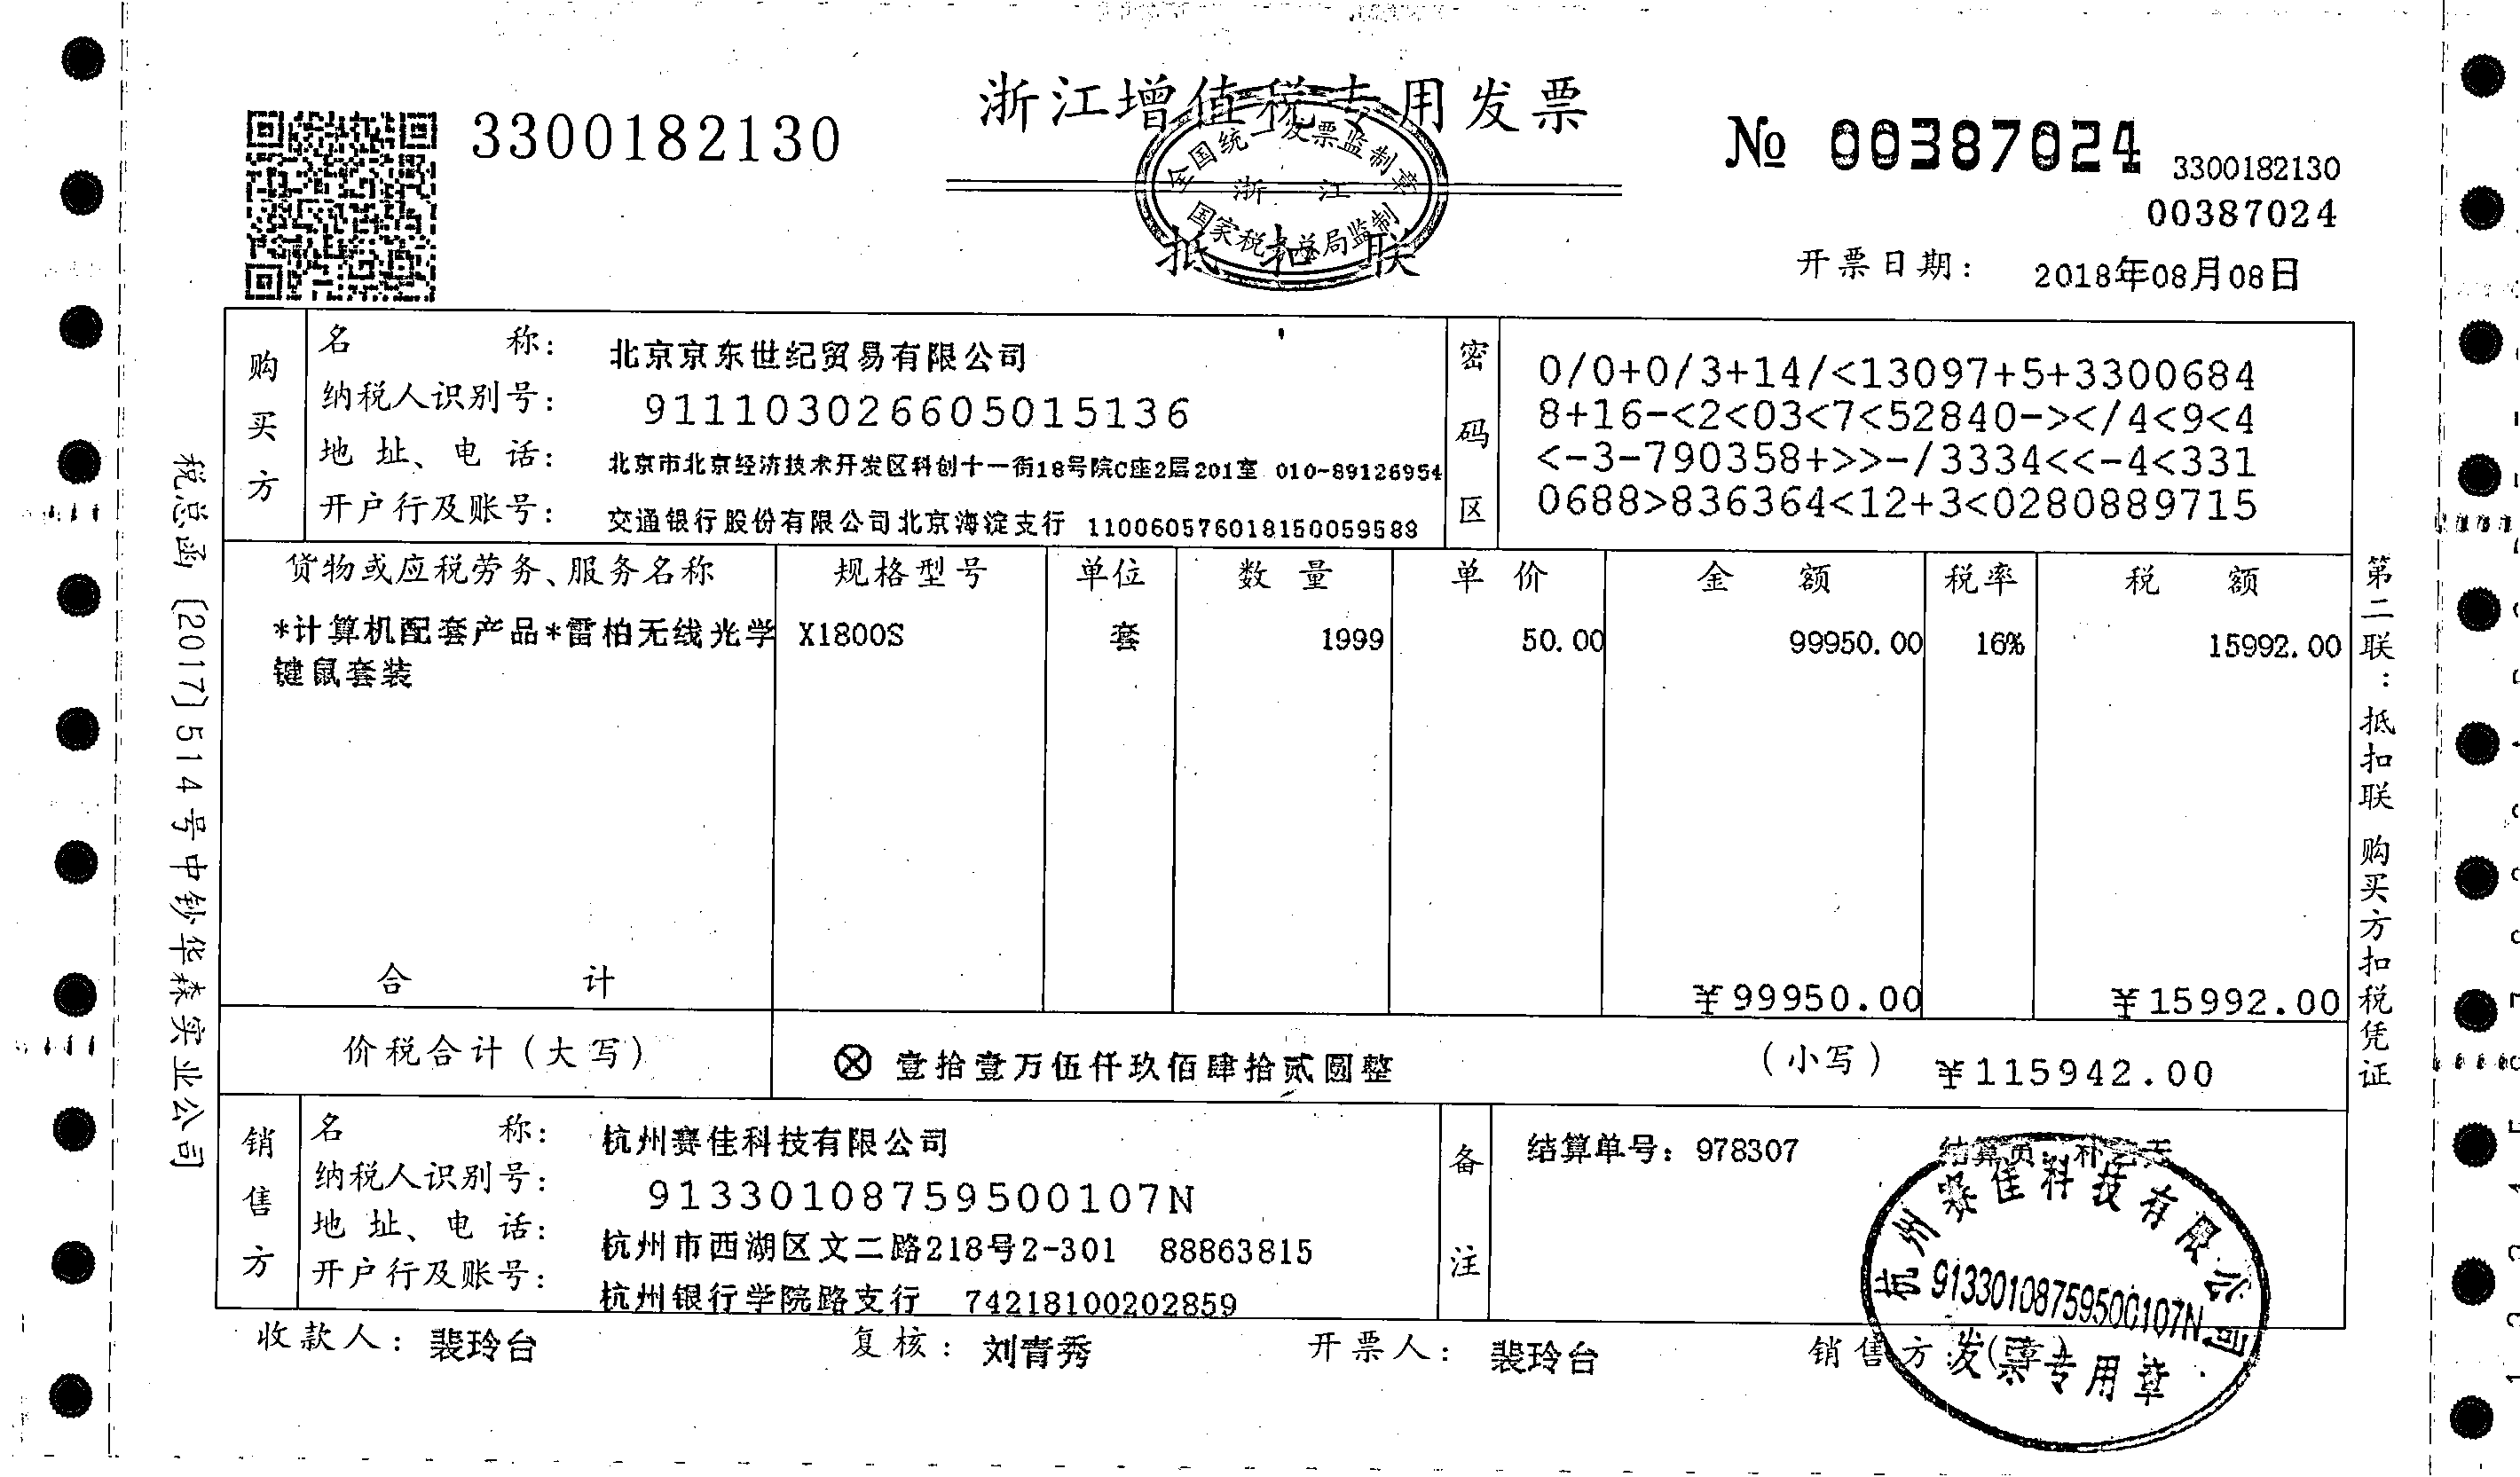 浙江增值税专用发票
3300182130
№ 00387024
3300182130
00387024
全国统一发票监制章
浙 江
国家税务总局监制
抵扣联
开票日期: 2018年08月08日
购买方
名 称: 北京京东世纪贸易有限公司
纳税人识别号: 911103026605015136
地 址、电 话: 北京市北京经济技术开发区科创十一街18号院C座2层201室 010-89126954
开户行及账号: 交通银行股份有限公司北京海淀支行 110060576018150059588
密码区
0/0+0/3+14/<13097+5+3300684
8+16-<2<03<7<52840-></4<9<4
<-3-790358+>>-/3334<<-4<331
0688>836364<12+3<0280889715
货物或应税劳务、服务名称 规格型号 单位 数 量 单 价 金 额 税率 税 额
*计算机配套产品*雷柏无线光学 X1800S 套 1999 50.00 99950.00 16% 15992.00
键鼠套装
合 计 ¥99950.00 ¥15992.00
价税合计(大写) ⊗ 壹拾壹万伍仟玖佰肆拾贰圆整 (小写) ¥115942.00
销售方
名 称: 杭州赛佳科技有限公司
纳税人识别号: 91330108759500107N
地 址、电 话: 杭州市西湖区文二路218号2-301 88863815
开户行及账号: 杭州银行学院路支行 74218100202859
备注
结算单号: 978307 结算员
杭州赛佳科技有限公司
91330108759500107N
发票专用章
收款人: 裴玲台 复核: 刘青秀 开票人: 裴玲台 销售方:(章)
税总函〔2017〕514号中钞华森实业公司
第二联:抵扣联 购买方扣税凭证